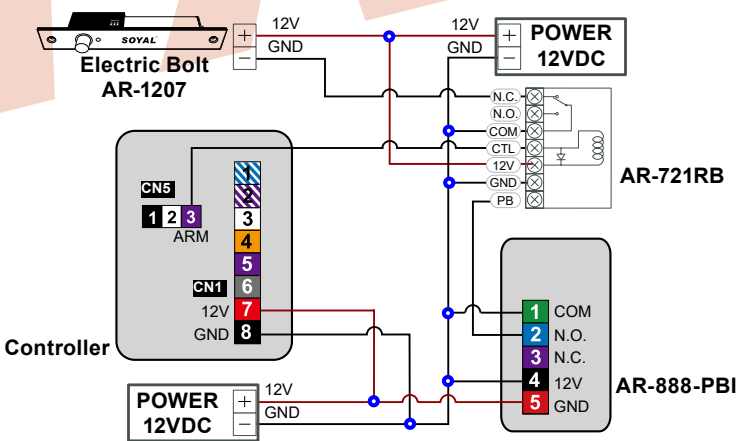 SOYAL
Electric Bolt
AR-1207
+ 12V
− GND
12V +
GND −
POWER
12VDC
N.C.
N.O.
COM
CTL
12V
GND
PB
AR-721RB
Controller
CN5
1 2 3
ARM
1
2
3
4
5
CN1 6
12V 7
GND 8
POWER
12VDC
+ 12V
− GND
1 COM
2 N.O.
3 N.C.
4 12V
5 GND
AR-888-PBI